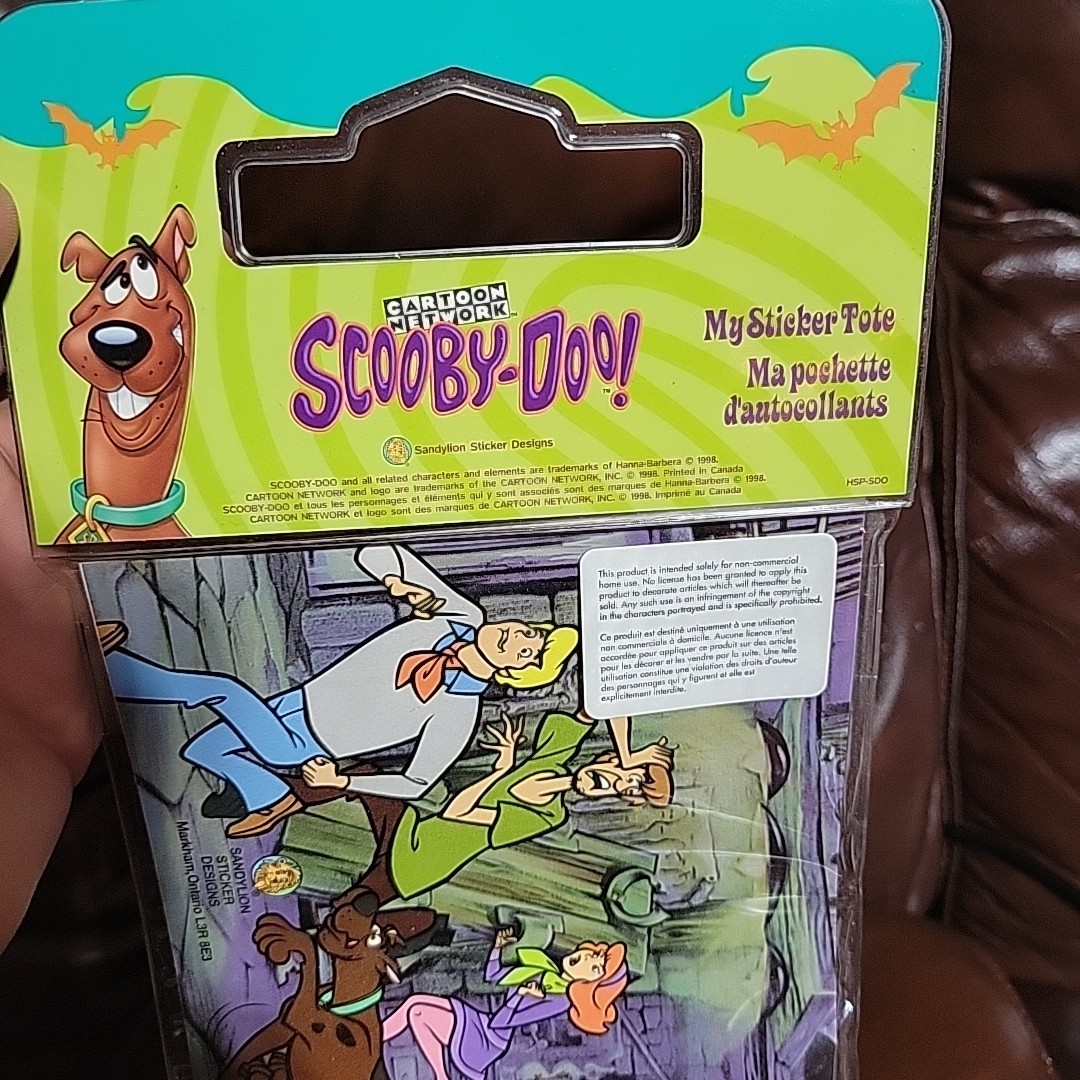 CARTOON
NETWORK™
SCOOBY-DOO!™
My Sticker Tote
Ma pochette
d'autocollants
Sandylion Sticker Designs
SCOOBY-DOO and all related characters and elements are trademarks of Hanna-Barbera © 1998.
CARTOON NETWORK and logo are trademarks of the CARTOON NETWORK, INC. © 1998. Printed in Canada
SCOOBY-DOO et tous les personnages et éléments qui y sont associés sont des marques de Hanna-Barbera © 1998.
CARTOON NETWORK et logo sont des marques de CARTOON NETWORK, INC. © 1998. Imprimé au Canada
HSP-SDO
This product is intended solely for non-commercial
home use. No license has been granted to apply this
product to decorate articles which will thereafter be
sold. Any such use is an infringement of the copyright
in the characters portrayed and is specifically prohibited.
Ce produit est destiné uniquement à une utilisation
non commerciale à domicile. Aucune licence n'est
accordée pour appliquer ce produit sur des articles
pour les décorer et les vendre par la suite. Une telle
utilisation constitue une violation des droits d'auteur
des personnages qui y figurent et elle est
explicitement interdite.
SANDYLION®
STICKER
DESIGNS
Markham, Ontario L3R 8E3